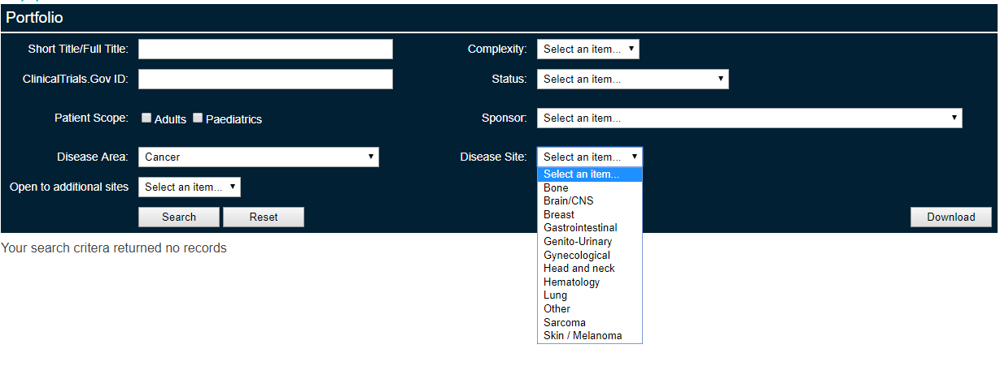 Portfolio
Short Title/Full Title:
Complexity: Select an item...
ClinicalTrials.Gov ID:
Status: Select an item...
Patient Scope: Adults Paediatrics
Sponsor: Select an item...
Disease Area: Cancer
Disease Site: Select an item...
Select an item...
Bone
Brain/CNS
Breast
Gastrointestinal
Genito-Urinary
Gynecological
Head and neck
Hematology
Lung
Other
Sarcoma
Skin / Melanoma
Open to additional sites Select an item...
Search Reset
Download
Your search critera returned no records